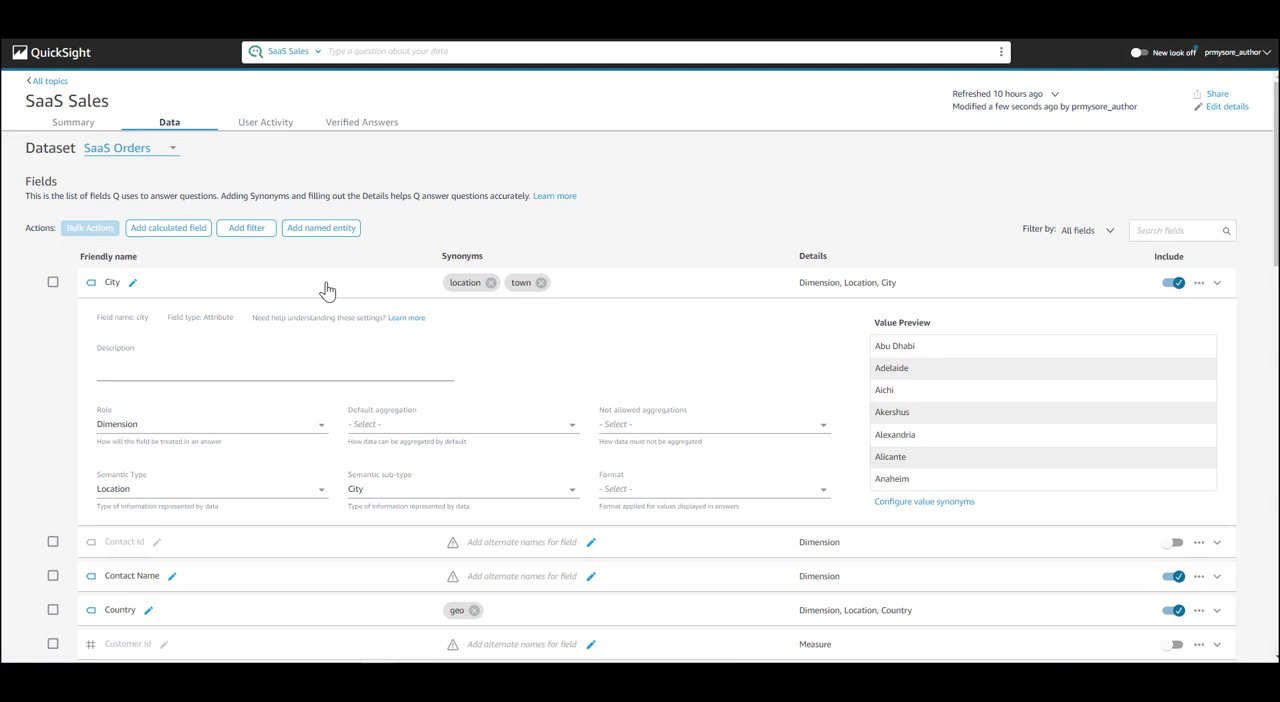 QuickSight
SaaS Sales
Type a question about your data
New look off
prmysore_author
All topics
SaaS Sales
Refreshed 10 hours ago
Modified a few seconds ago by prmysore_author
Share
Edit details
Summary
Data
User Activity
Verified Answers
Dataset
SaaS Orders
Fields
This is the list of fields Q uses to answer questions. Adding Synonyms and filling out the Details helps Q answer questions accurately. Learn more
Actions:
Bulk Actions
Add calculated field
Add filter
Add named entity
Filter by:
All fields
Search fields
Friendly name
Synonyms
Details
Include
City
location
town
Dimension, Location, City
Field name: city
Field type: Attribute
Need help understanding these settings? Learn more
Description
Role
Dimension
How will the field be treated in an answer
Default aggregation
- Select -
How data can be aggregated by default
Not allowed aggregations
- Select -
How data must not be aggregated
Semantic Type
Location
Type of information represented by data
Semantic sub-type
City
Type of information represented by data
Format
- Select -
Format applied for values displayed in answers
Value Preview
Abu Dhabi
Adelaide
Aichi
Akershus
Alexandria
Alicante
Anaheim
Configure value synonyms
Contact Id
Add alternate names for field
Dimension
Contact Name
Add alternate names for field
Dimension
Country
geo
Dimension, Location, Country
Customer Id
Add alternate names for field
Measure